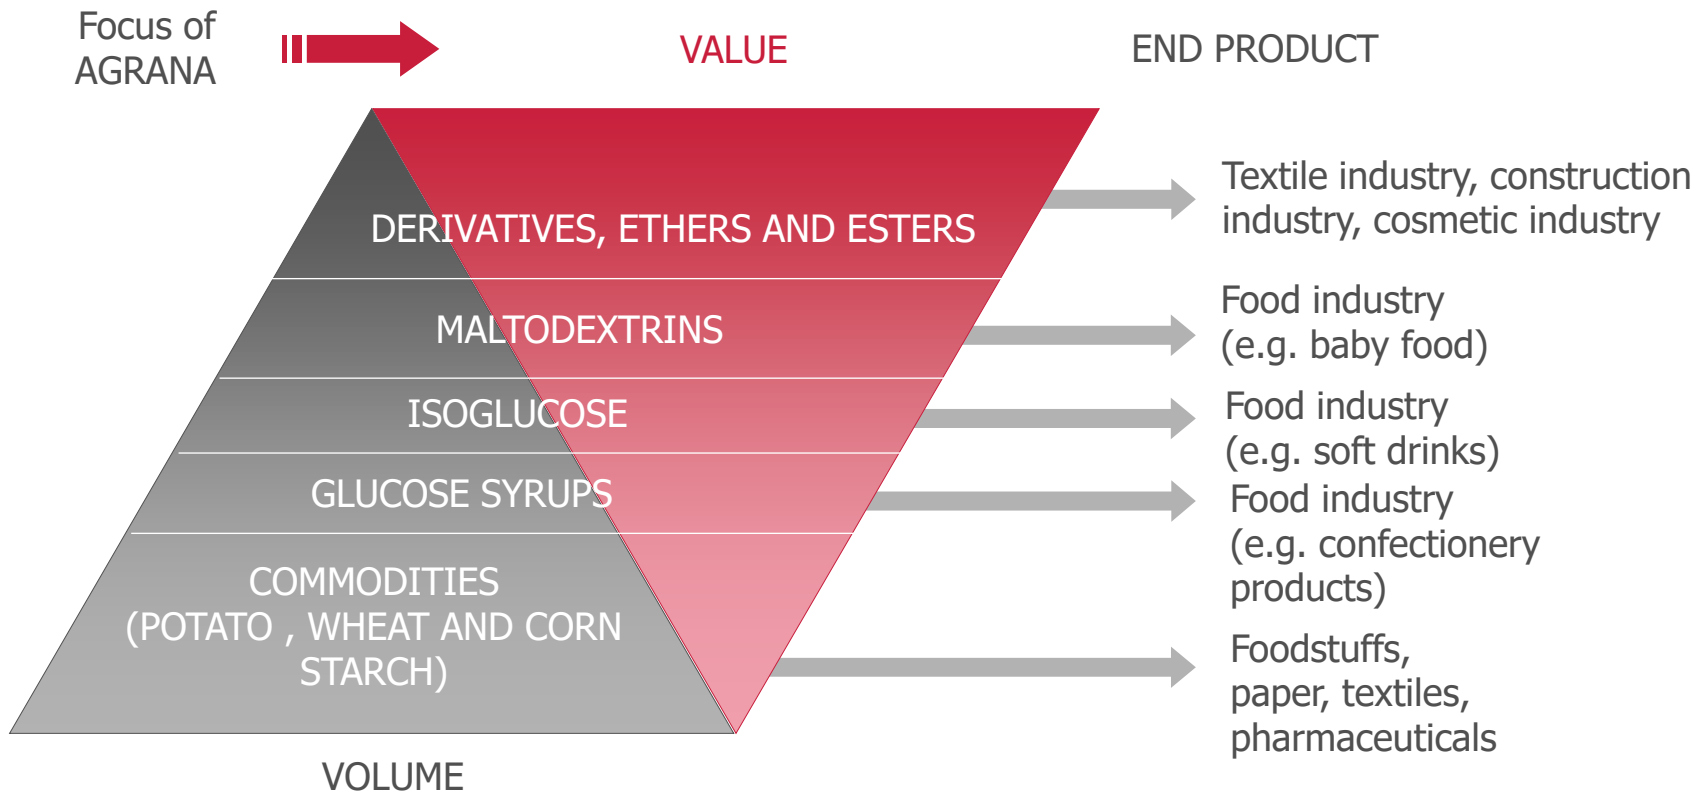 Focus of
AGRANA
VALUE
END PRODUCT
DERIVATIVES, ETHERS AND ESTERS
Textile industry, construction
industry, cosmetic industry
MALTODEXTRINS
Food industry
(e.g. baby food)
ISOGLUCOSE
Food industry
(e.g. soft drinks)
GLUCOSE SYRUPS
Food industry
(e.g. confectionery
products)
COMMODITIES
(POTATO , WHEAT AND CORN
STARCH)
Foodstuffs,
paper, textiles,
pharmaceuticals
VOLUME